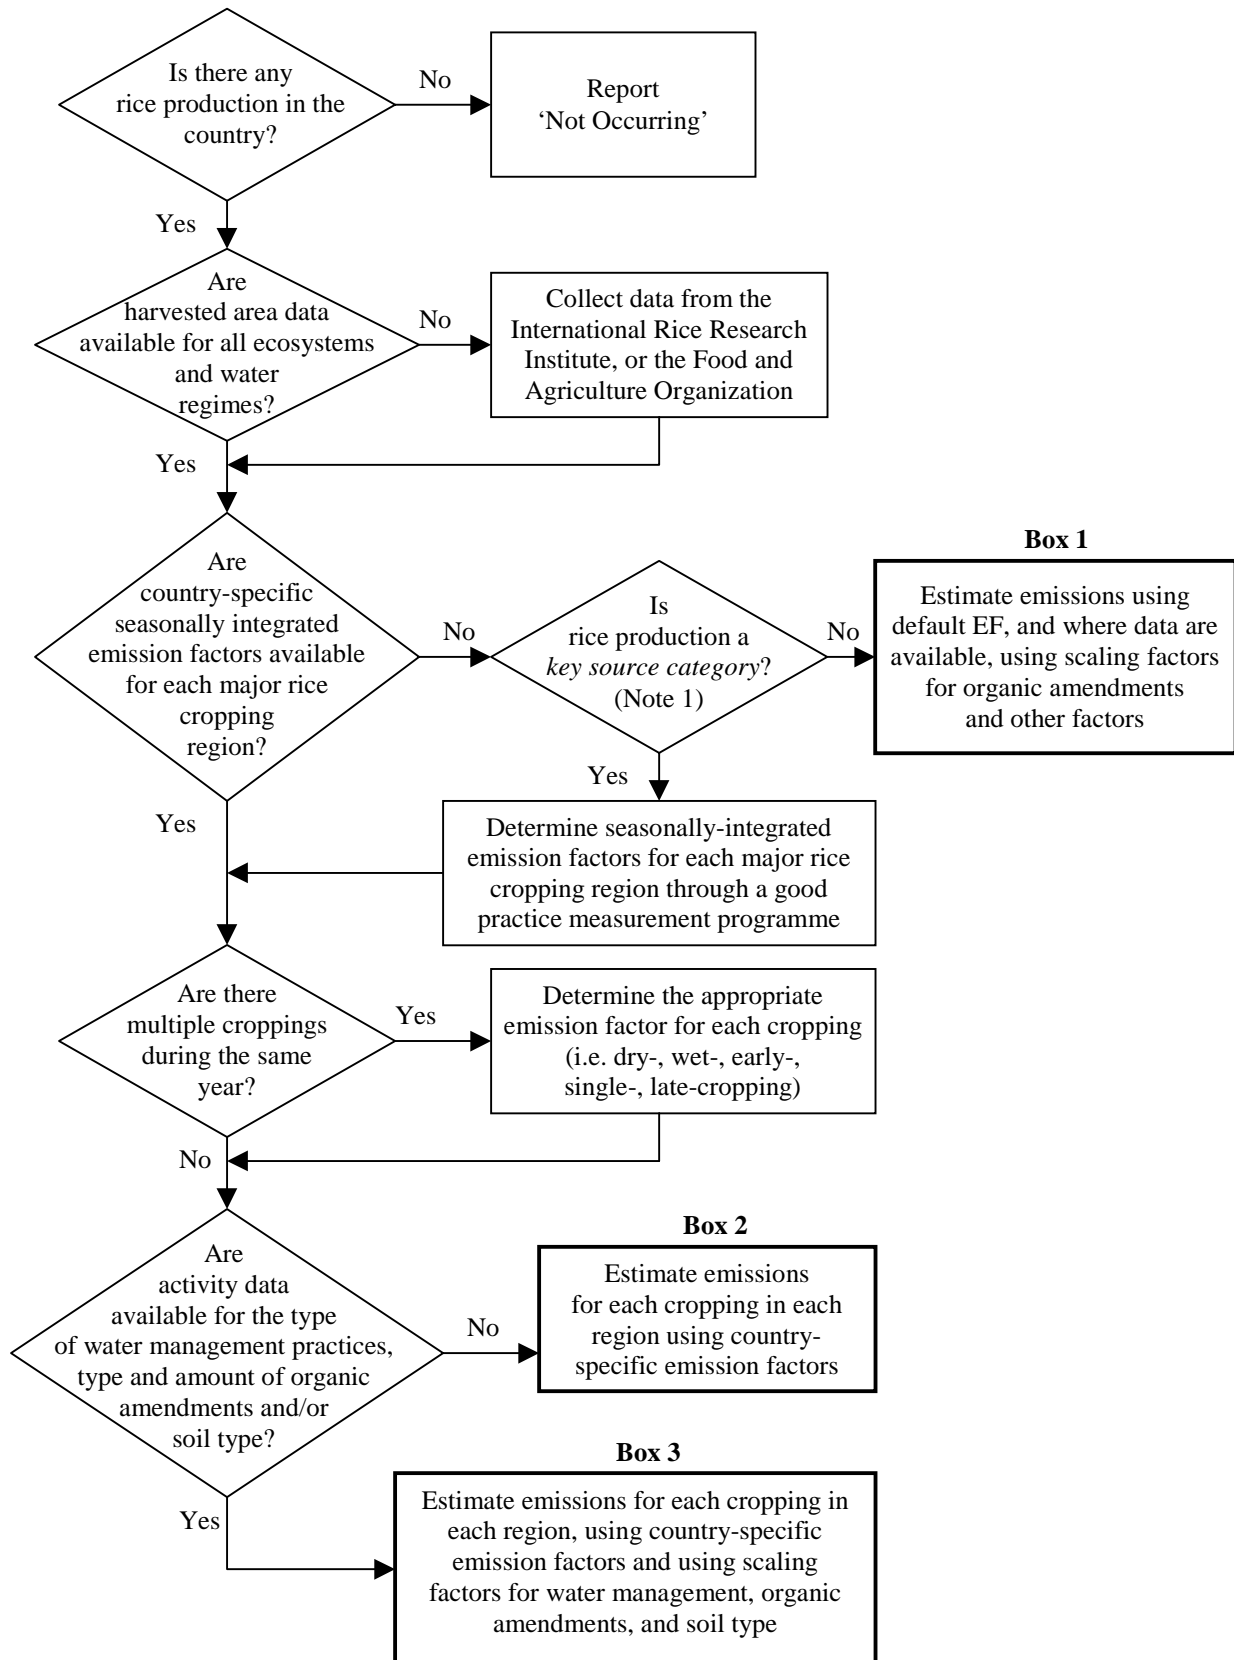 Is there any
rice production in the
country?
No
Report
‘Not Occurring’
Yes
Are
harvested area data
available for all ecosystems
and water
regimes?
No
Collect data from the
International Rice Research
Institute, or the Food and
Agriculture Organization
Yes
Are
country-specific
seasonally integrated
emission factors available
for each major rice
cropping
region?
No
Is
rice production a
key source category?
(Note 1)
No
Box 1
Estimate emissions using
default EF, and where data are
available, using scaling factors
for organic amendments
and other factors
Yes
Yes
Determine seasonally-integrated
emission factors for each major rice
cropping region through a good
practice measurement programme
Are there
multiple croppings
during the same
year?
Yes
Determine the appropriate
emission factor for each cropping
(i.e. dry-, wet-, early-,
single-, late-cropping)
No
Are
activity data
available for the type
of water management practices,
type and amount of organic
amendments and/or
soil type?
No
Box 2
Estimate emissions
for each cropping in each
region using country-
specific emission factors
Yes
Box 3
Estimate emissions for each cropping in
each region, using country-specific
emission factors and using scaling
factors for water management, organic
amendments, and soil type